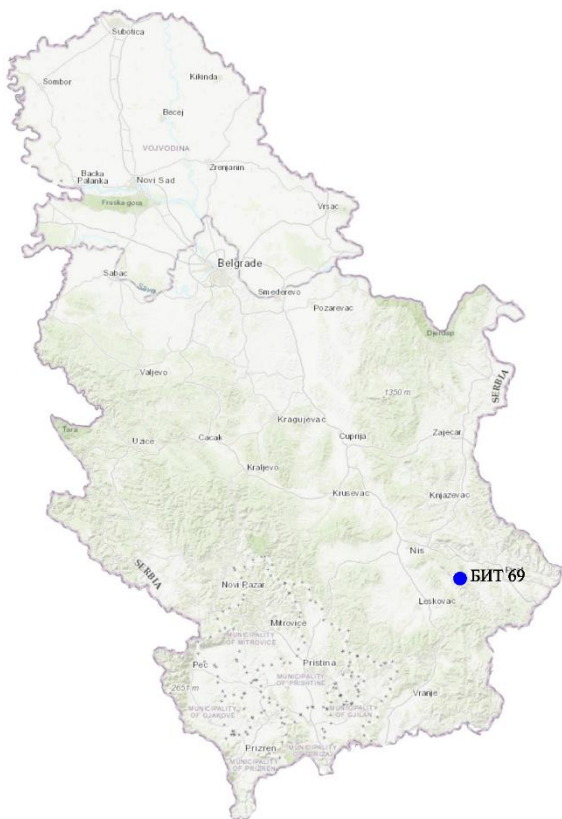 Subotica
Sombor
Kikinda
Becej
VOJVODINA
Zrenjanin
Backa
Palanka
Novi Sad
Fruska gora
Vrsac
Belgrade
Sabac
Sava
Smederevo
Pozarevac
Djerdap
Valjevo
1350 m
SERBIA
Kragujevac
Tara
Uzice
Cacak
Cuprija
Zajecar
Kraljevo
Krusevac
Knjazevac
Nis
SERBIA
Novi Pazar
БИТ 69
Leskovac
Mitrovice
MUNICIPALITY
OF MITROVICE
Pec
Pristina
2651 m
MUNICIPALITY
OF PRISHTINE
Vranje
MUNICIPALITY
OF GJAKOVE
MUNICIPALITY
OF GJILAN
Prizren
MUNICIPALITY
OF PRIZREN